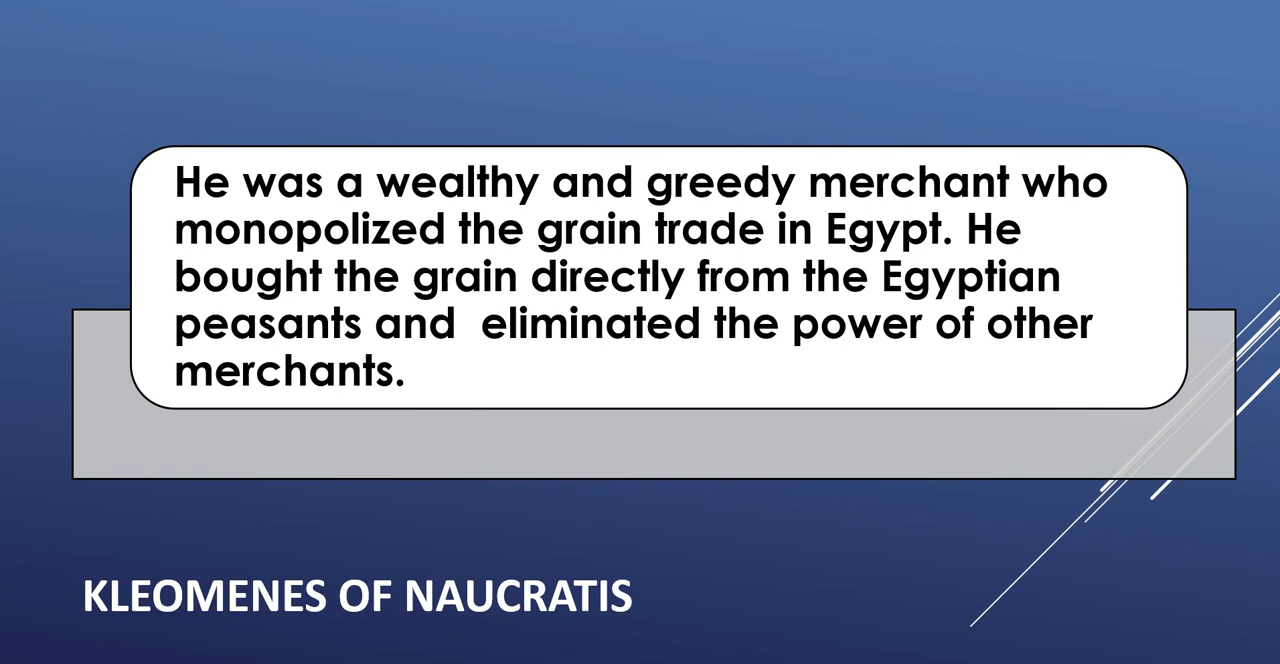 He was a wealthy and greedy merchant who
monopolized the grain trade in Egypt. He
bought the grain directly from the Egyptian
peasants and  eliminated the power of other
merchants.
KLEOMENES OF NAUCRATIS